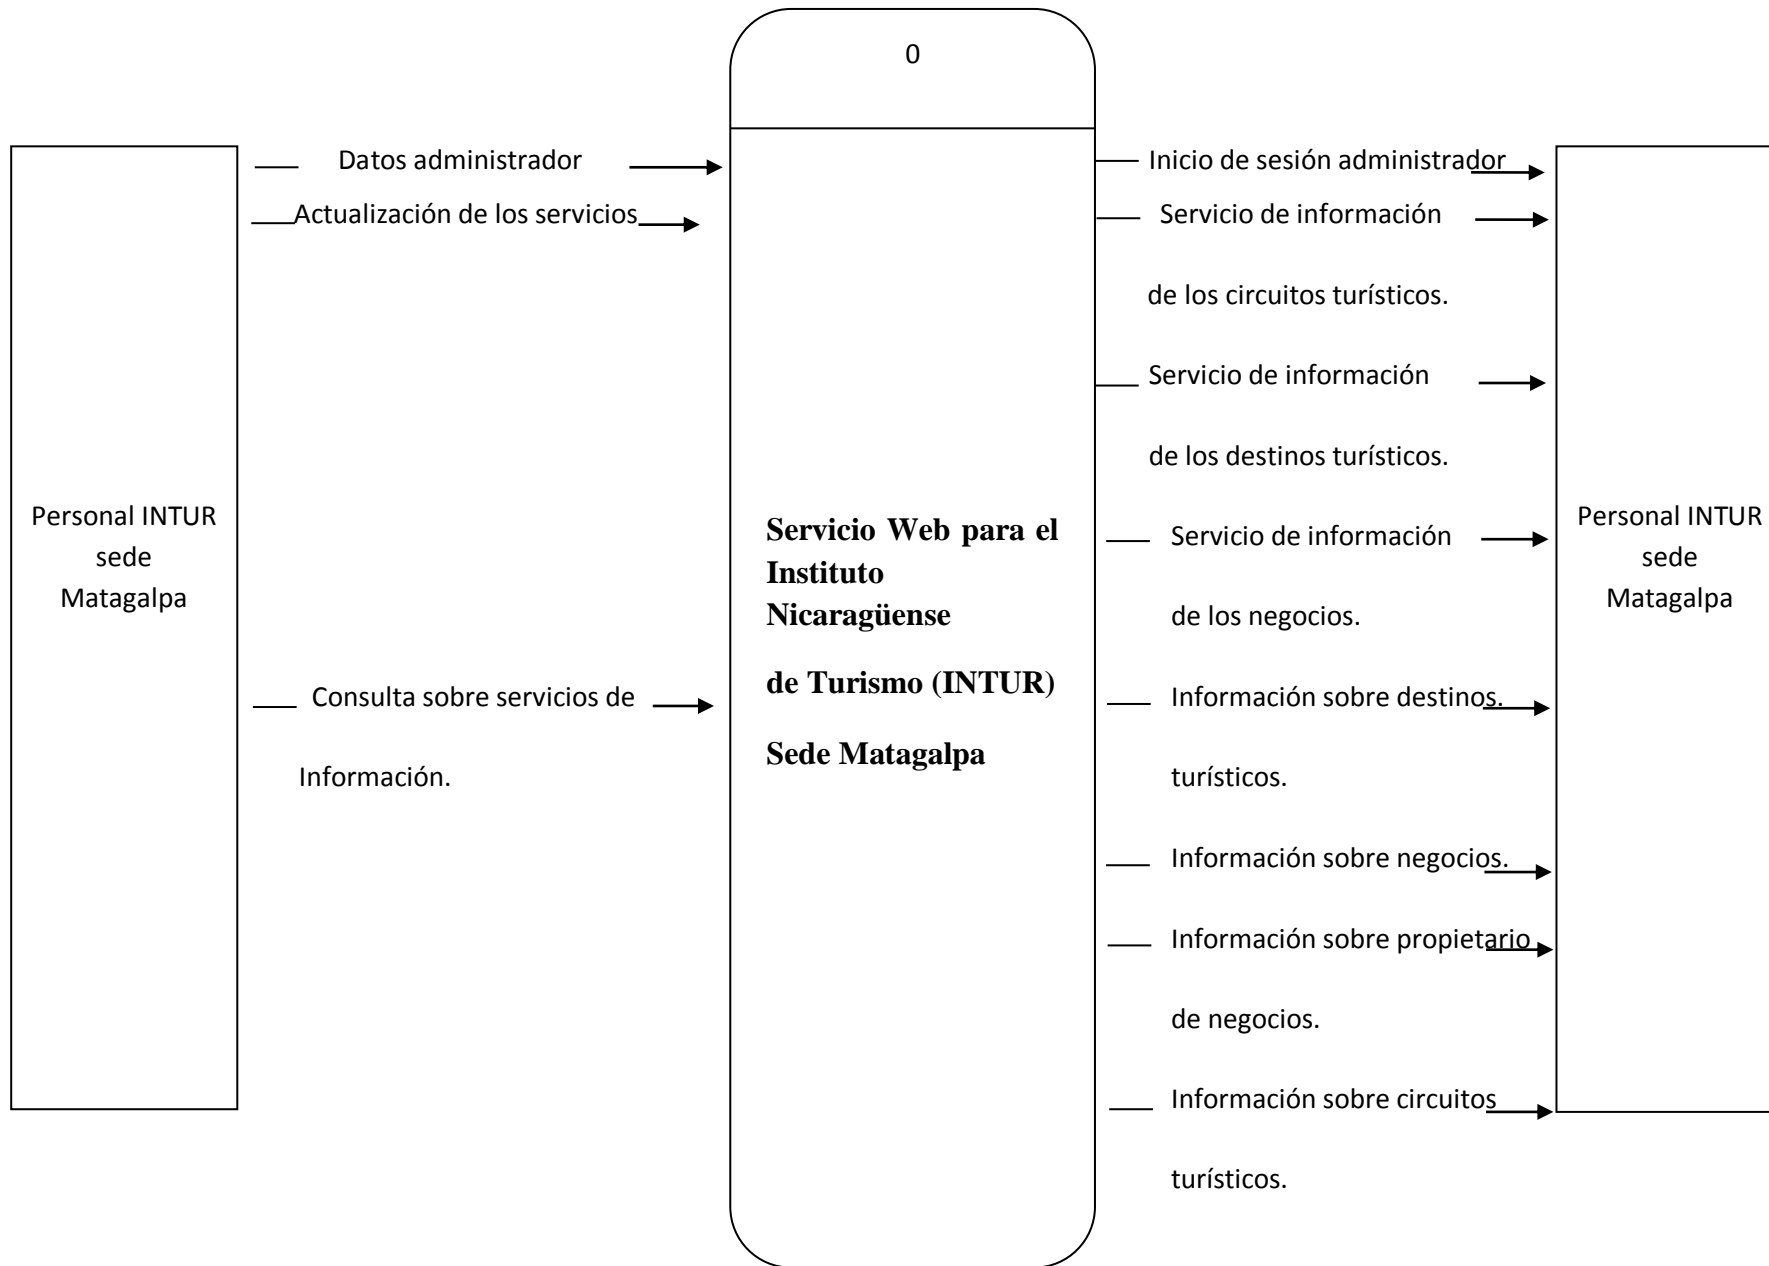 0
Personal INTUR
sede
Matagalpa
Datos administrador
Actualización de los servicios
Consulta sobre servicios de
Información.
Servicio Web para el
Instituto
Nicaragüense
de Turismo (INTUR)
Sede Matagalpa
Inicio de sesión administrador
Servicio de información
de los circuitos turísticos.
Servicio de información
de los destinos turísticos.
Servicio de información
de los negocios.
Información sobre destinos.
turísticos.
Información sobre negocios.
Información sobre propietario
de negocios.
Información sobre circuitos
turísticos.
Personal INTUR
sede
Matagalpa